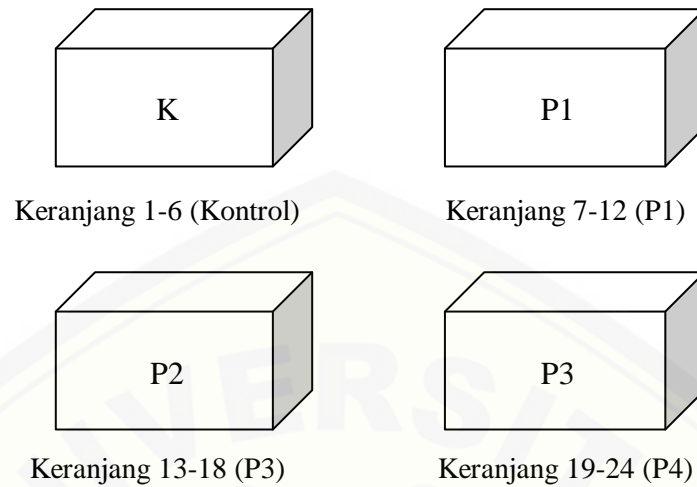 K P1
Keranjang 1-6 (Kontrol) Keranjang 7-12 (P1)
P2 P3
Keranjang 13-18 (P3) Keranjang 19-24 (P4)